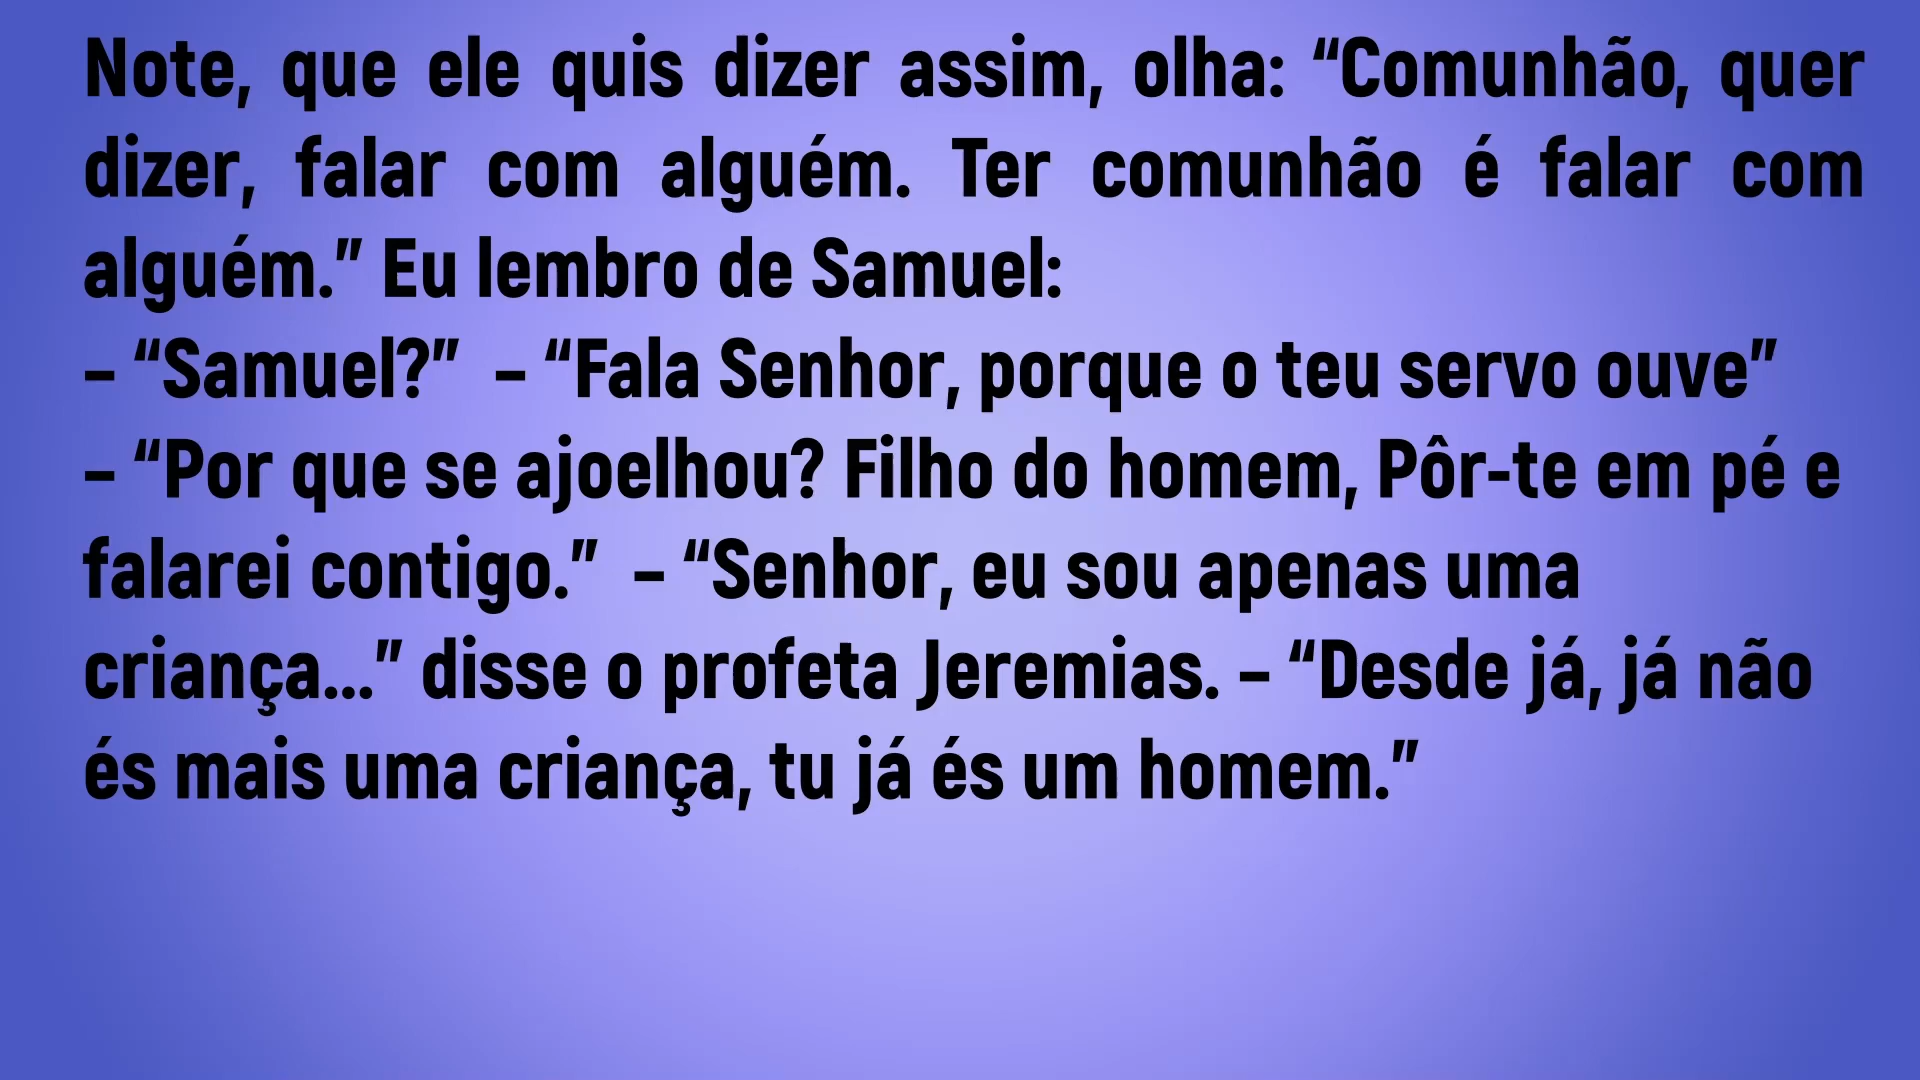 Note, que ele quis dizer assim, olha: “Comunhão, quer
dizer, falar com alguém. Ter comunhão é falar com
alguém.” Eu lembro de Samuel:
– “Samuel?”  – “Fala Senhor, porque o teu servo ouve”
– “Por que se ajoelhou? Filho do homem, Pôr-te em pé e
falarei contigo.”  – “Senhor, eu sou apenas uma
criança...” disse o profeta Jeremias. – “Desde já, já não
és mais uma criança, tu já és um homem.”